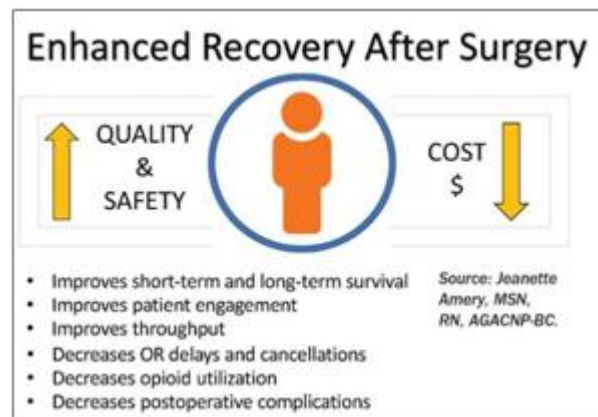 Enhanced Recovery After Surgery
QUALITY
&
SAFETY
COST
$
• Improves short-term and long-term survival
• Improves patient engagement
• Improves throughput
• Decreases OR delays and cancellations
• Decreases opioid utilization
• Decreases postoperative complications
Source: Jeanette
Amery, MSN,
RN, AGACNP-BC.